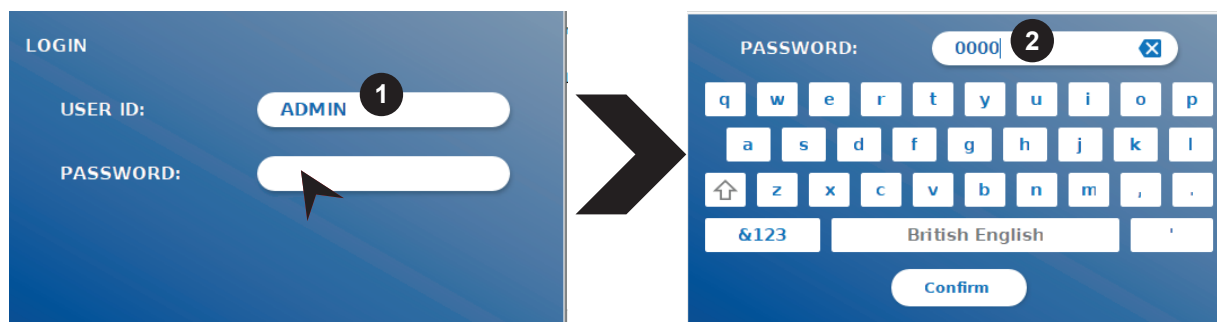 LOGIN
USER ID: ADMIN 1
PASSWORD:
PASSWORD: 0000 2
q w e r t y u i o p
a s d f g h j k l
z x c v b n m , .
&123 British English '
Confirm